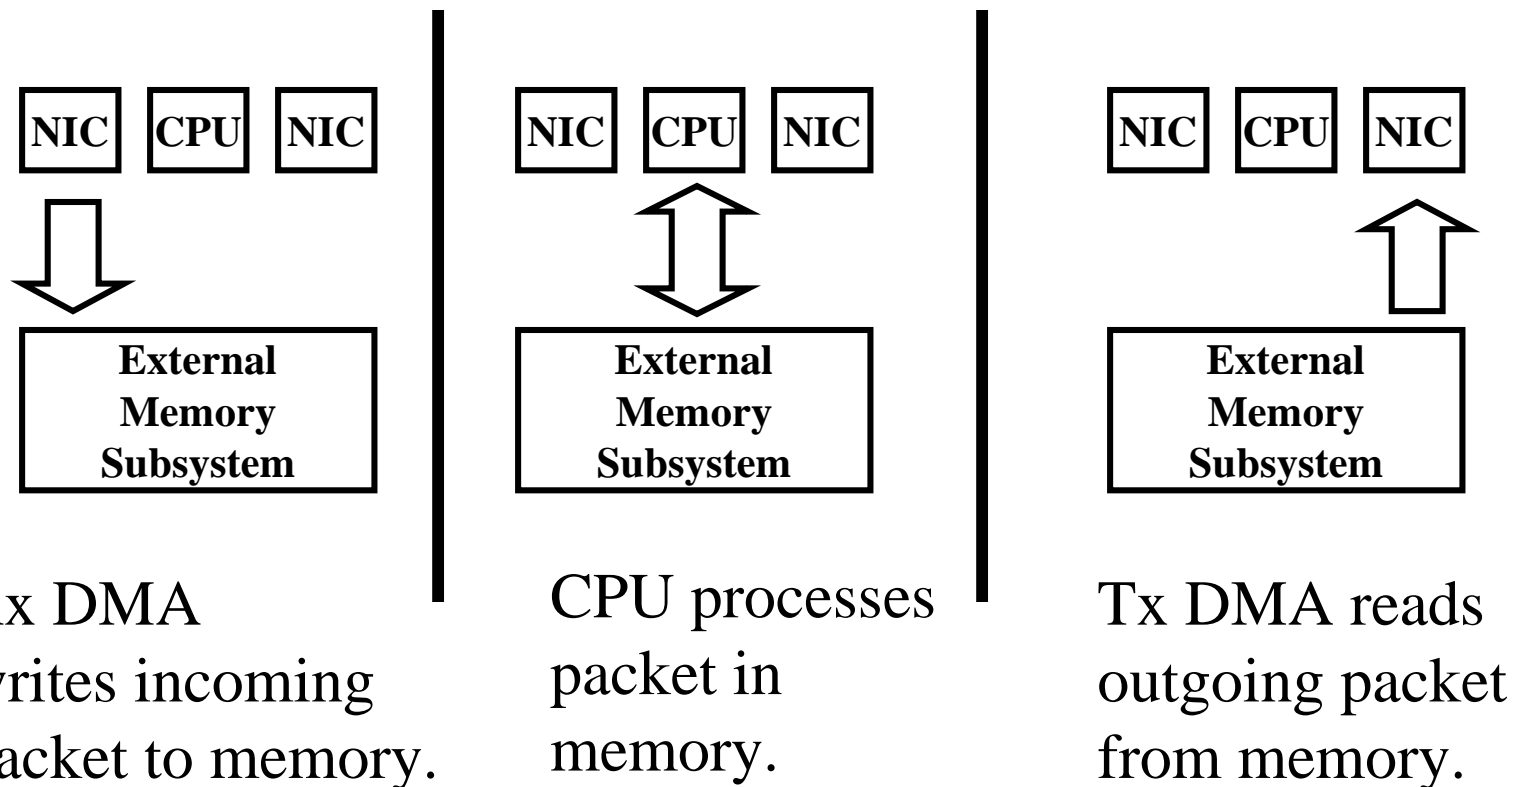 NIC CPU NIC
External
Memory
Subsystem
DMA
incoming
to memory.
NIC CPU NIC
External
Memory
Subsystem
CPU processes
packet in
memory.
NIC CPU NIC
External
Memory
Subsystem
Tx DMA reads
outgoing packet
from memory.